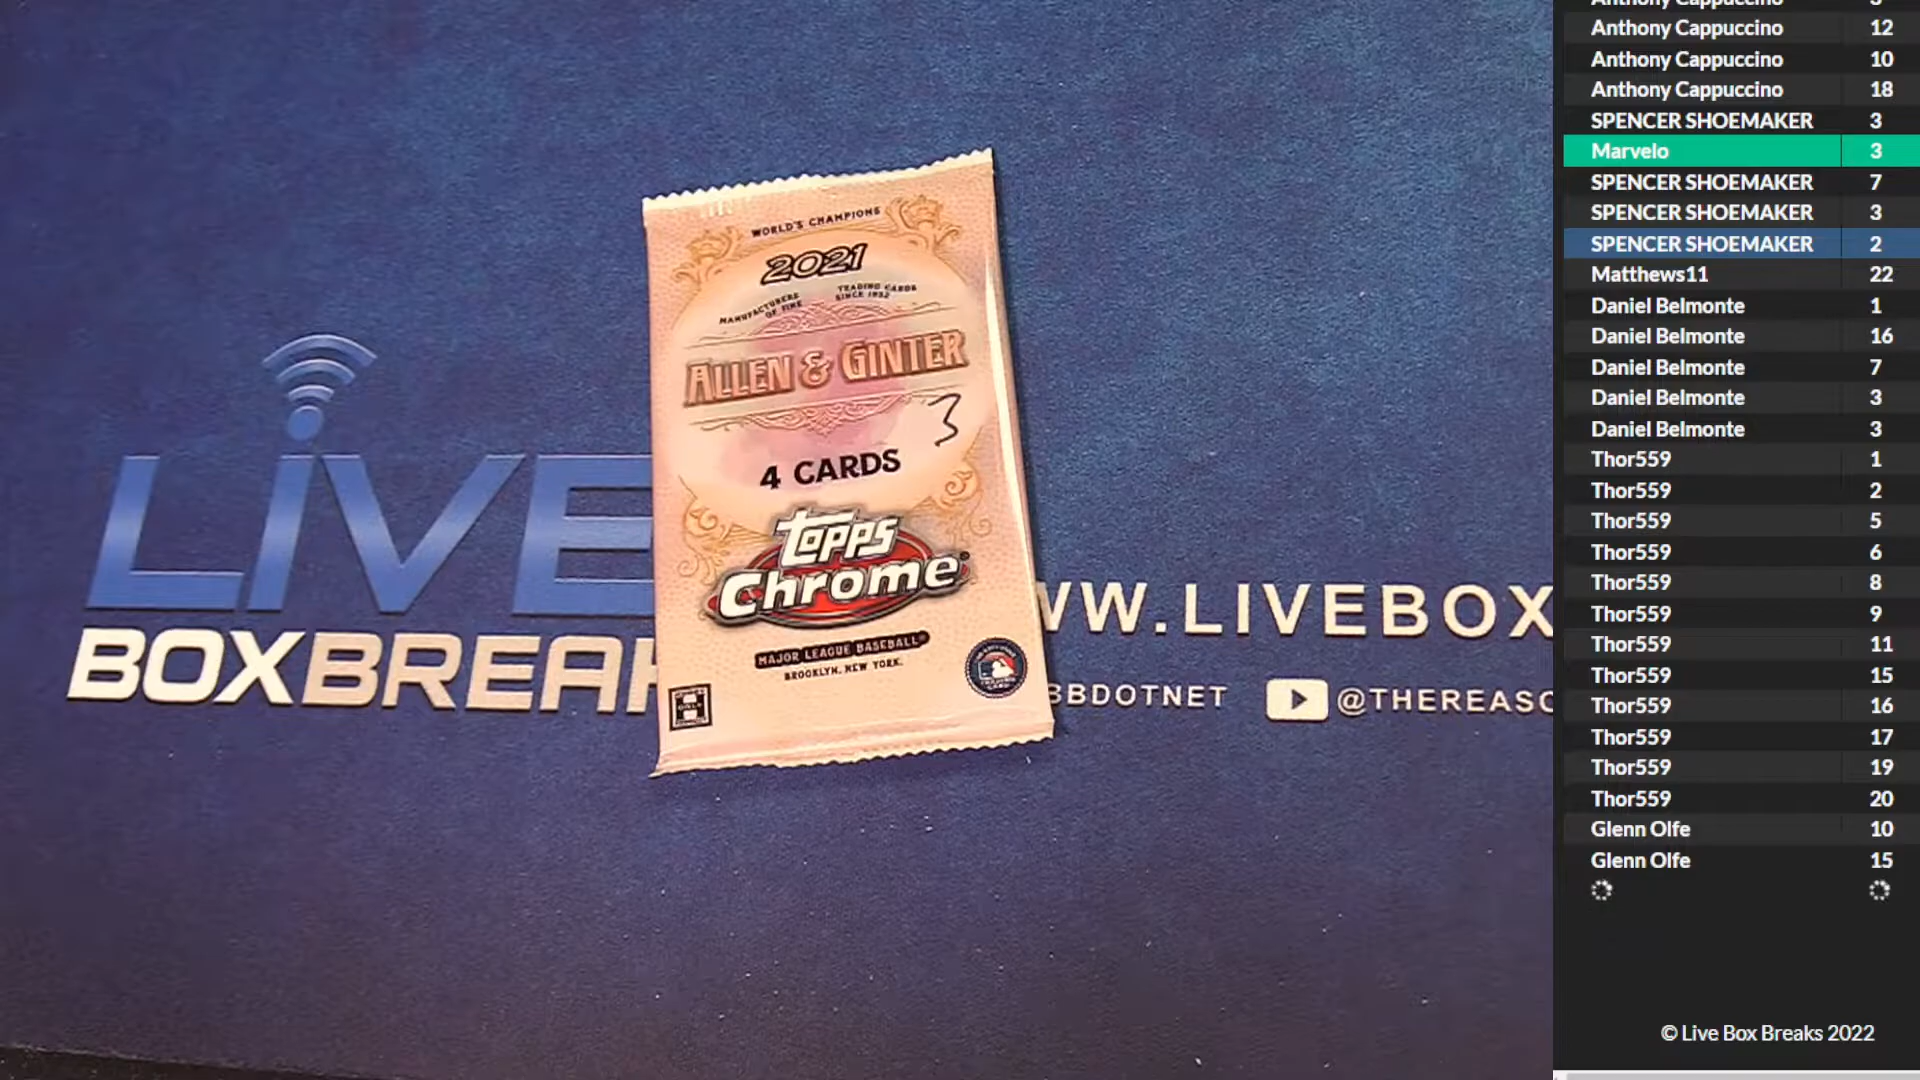 WORLD'S CHAMPIONS
2021
MANUFACTURERS OF FINE
TRADING CARDS SINCE 1952
ALLEN & GINTER
3
4 CARDS
topps
Chrome
MAJOR LEAGUE BASEBALL®
BROOKLYN, NEW YORK.
LIVE
BOXBREA
WW.LIVEBOX
BBDOTNET
@THEREASO
Anthony Cappuccino
Anthony Cappuccino 12
Anthony Cappuccino 10
Anthony Cappuccino 18
SPENCER SHOEMAKER 3
Marvelo 3
SPENCER SHOEMAKER 7
SPENCER SHOEMAKER 3
SPENCER SHOEMAKER 2
Matthews11 22
Daniel Belmonte 1
Daniel Belmonte 16
Daniel Belmonte 7
Daniel Belmonte 3
Daniel Belmonte 3
Thor559 1
Thor559 2
Thor559 5
Thor559 6
Thor559 8
Thor559 9
Thor559 11
Thor559 15
Thor559 16
Thor559 17
Thor559 19
Thor559 20
Glenn Olfe 10
Glenn Olfe 15
© Live Box Breaks 2022